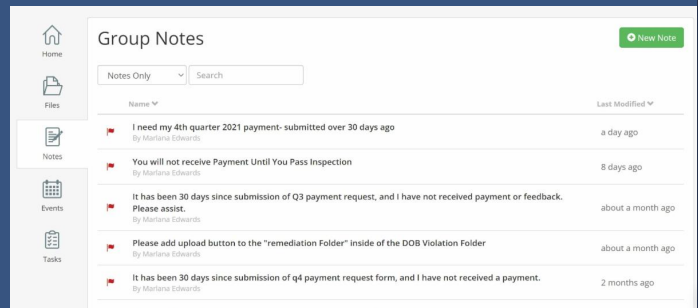 Group Notes
New Note
Home
Notes Only
Search
Files
Name
Last Modified
I need my 4th quarter 2021 payment- submitted over 30 days ago
By Marlana Edwards
a day ago
Notes
You will not receive Payment Until You Pass Inspection
By Marlana Edwards
8 days ago
It has been 30 days since submission of Q3 payment request, and I have not received payment or feedback.
Please assist.
By Marlana Edwards
about a month ago
Events
Please add upload button to the "remediation Folder" inside of the DOB Violation Folder
By Marlana Edwards
about a month ago
Tasks
It has been 30 days since submission of q4 payment request form, and I have not received a payment.
By Marlana Edwards
2 months ago